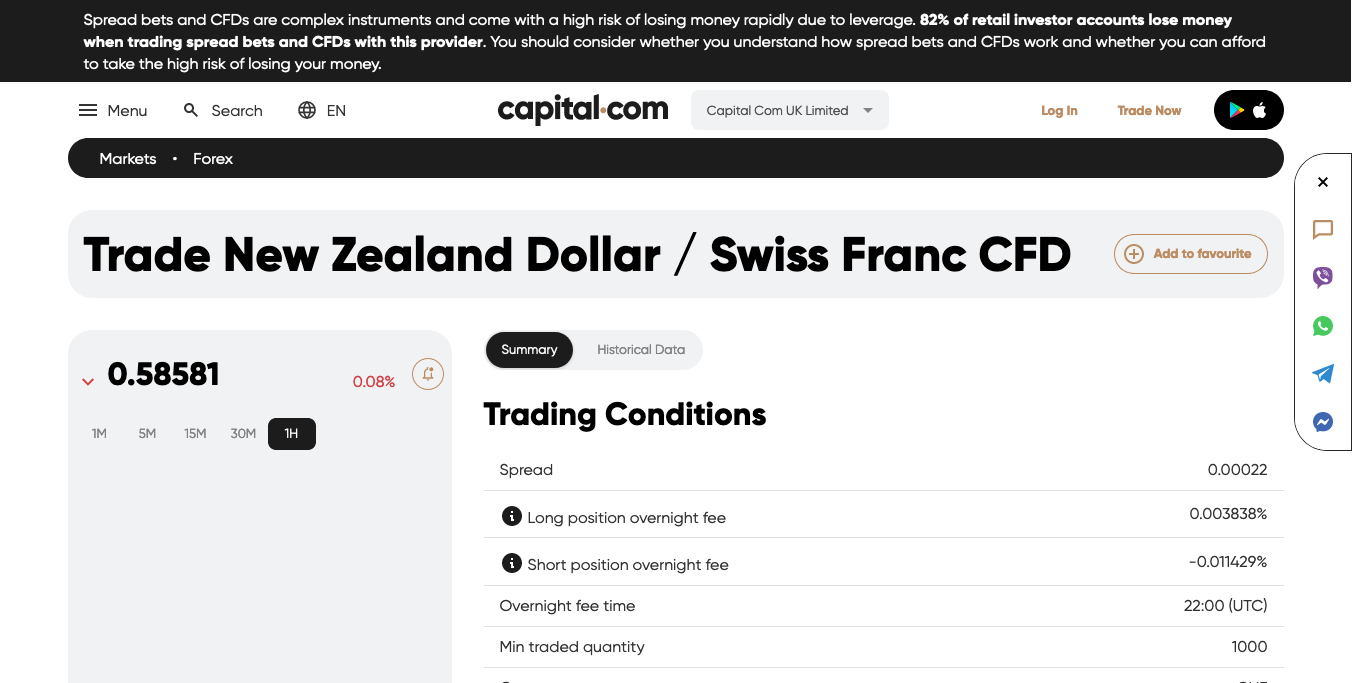 Spread bets and CFDs are complex instruments and come with a high risk of losing money rapidly due to leverage. 82% of retail investor accounts lose money
when trading spread bets and CFDs with this provider. You should consider whether you understand how spread bets and CFDs work and whether you can afford
to take the high risk of losing your money.
Menu Search EN capital.com Capital Com UK Limited Log In Trade Now
Markets • Forex
Trade New Zealand Dollar / Swiss Franc CFD Add to favourite
0.58581 0.08%
1M 5M 15M 30M 1H
Summary Historical Data
Trading Conditions
Spread 0.00022
Long position overnight fee 0.003838%
Short position overnight fee -0.011429%
Overnight fee time 22:00 (UTC)
Min traded quantity 1000